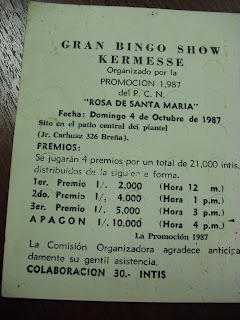 GRAN BINGO SHOW
KERMESSE
Organizado por la
PROMOCION 1,987
del P. C. N.
"ROSA DE SANTA MARIA"
Fecha: Domingo 4 de Octubre de 1987
Sito en el patio central del plantel
(Jr. Carhuaz 326 Breña).
PREMIOS:
Se jugarán 4 premios por un total de 21,000 intis,
distribuidos de la siguiente forma.
1er. Premio I/. 2,000 (Hora 12 m.)
2do. Premio I/. 4,000 (Hora 1 p.m.)
3er. Premio I/. 5,000 (Hora 3 p.m.)
APAGON I/. 10,000 (Hora 4 p.m.)
La Promoción 1987
La Comisión Organizadora agradece anticipa-
damente su gentil asistencia.
COLABORACION 30.- INTIS